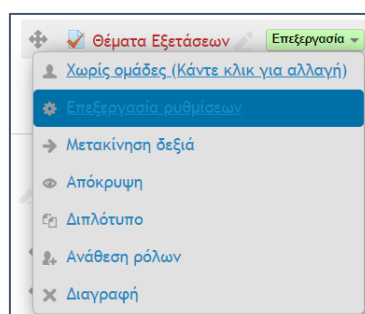 Θέματα Εξετάσεων Επεξεργασία
Χωρίς ομάδες (Κάντε κλικ για αλλαγή)
Επεξεργασία ρυθμίσεων
Μετακίνηση δεξιά
Απόκρυψη
Διπλότυπο
Ανάθεση ρόλων
Διαγραφή